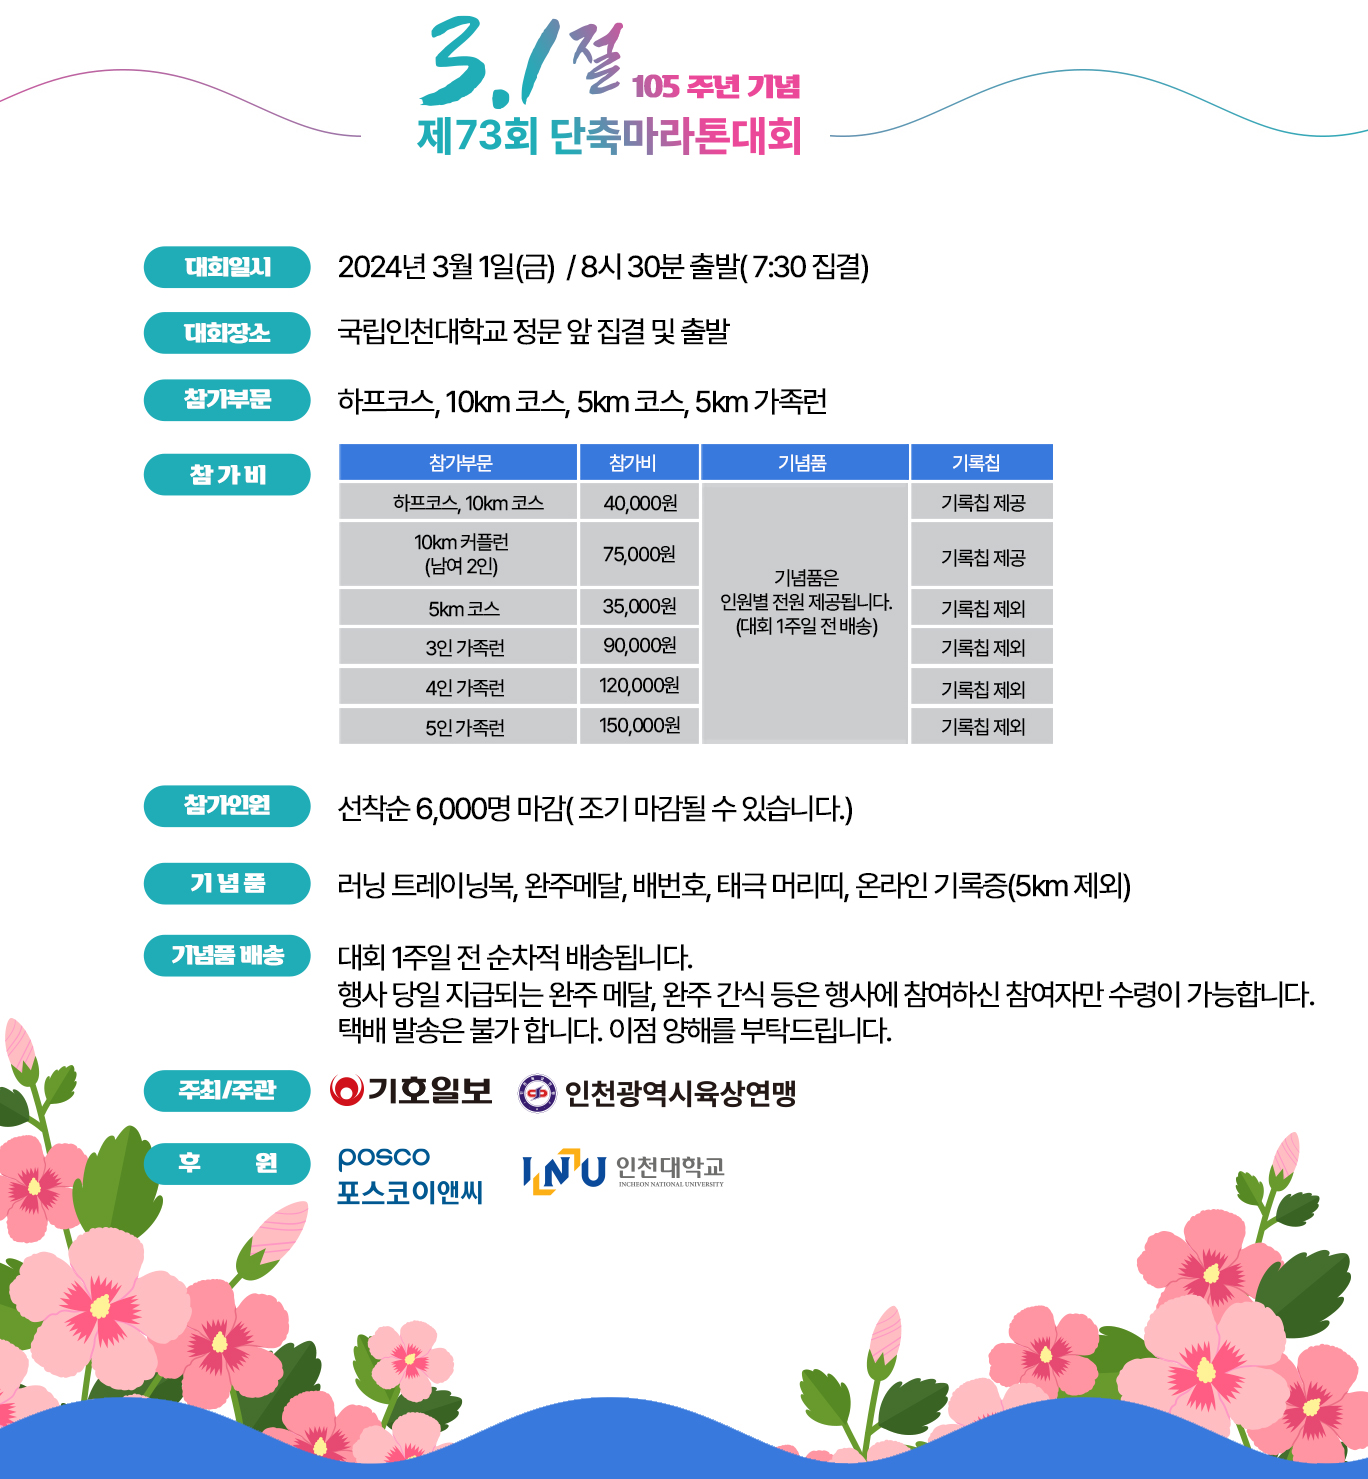 3.1절 105 주년 기념
제73회 단축마라톤대회
대회일시
2024년 3월 1일(금) / 8시 30분 출발( 7:30 집결)
대회장소
국립인천대학교 정문 앞 집결 및 출발
참가부문
하프코스, 10km 코스, 5km 코스, 5km 가족런
참 가 비
참가부문 참가비 기념품 기록칩
하프코스, 10km 코스 40,000원 기록칩 제공
10km 커플런
(남여 2인)
75,000원 기록칩 제공
기념품은
인원별 전원 제공됩니다.
(대회 1주일 전 배송)
5km 코스 35,000원 기록칩 제외
3인 가족런 90,000원 기록칩 제외
4인 가족런 120,000원 기록칩 제외
5인 가족런 150,000원 기록칩 제외
참가인원
선착순 6,000명 마감( 조기 마감될 수 있습니다.)
기 념 품
러닝 트레이닝복, 완주메달, 배번호, 태극 머리띠, 온라인 기록증(5km 제외)
기념품 배송
대회 1주일 전 순차적 배송됩니다.
행사 당일 지급되는 완주 메달, 완주 간식 등은 행사에 참여하신 참여자만 수령이 가능합니다.
택배 발송은 불가 합니다. 이점 양해를 부탁드립니다.
주최/주관
기호일보 인천광역시육상연맹
후 원
posco
포스코이앤씨
INU 인천대학교
INCHEON NATIONAL UNIVERSITY